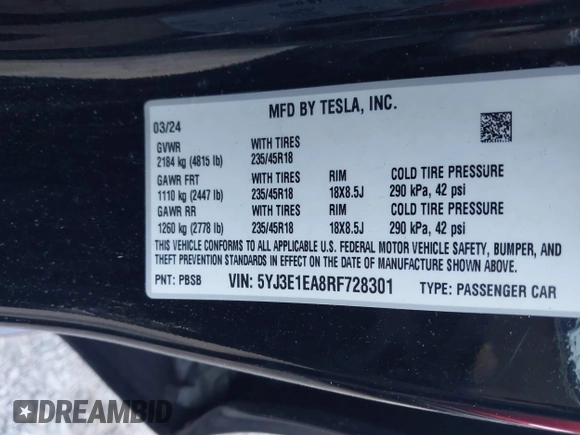 MFD BY TESLA, INC.
03/24
GVWR WITH TIRES
2184 kg (4815 lb) 235/45R18
GAWR FRT WITH TIRES RIM COLD TIRE PRESSURE
1110 kg (2447 lb) 235/45R18 18X8.5J 290 kPa, 42 psi
GAWR RR WITH TIRES RIM COLD TIRE PRESSURE
1260 kg (2778 lb) 235/45R18 18X8.5J 290 kPa, 42 psi
THIS VEHICLE CONFORMS TO ALL APPLICABLE U.S. FEDERAL MOTOR VEHICLE SAFETY, BUMPER, AND
THEFT PREVENTION STANDARDS IN EFFECT ON THE DATE OF MANUFACTURE SHOWN ABOVE.
PNT: PBSB VIN: 5YJ3E1EA8RF728301 TYPE: PASSENGER CAR
DREAMBID